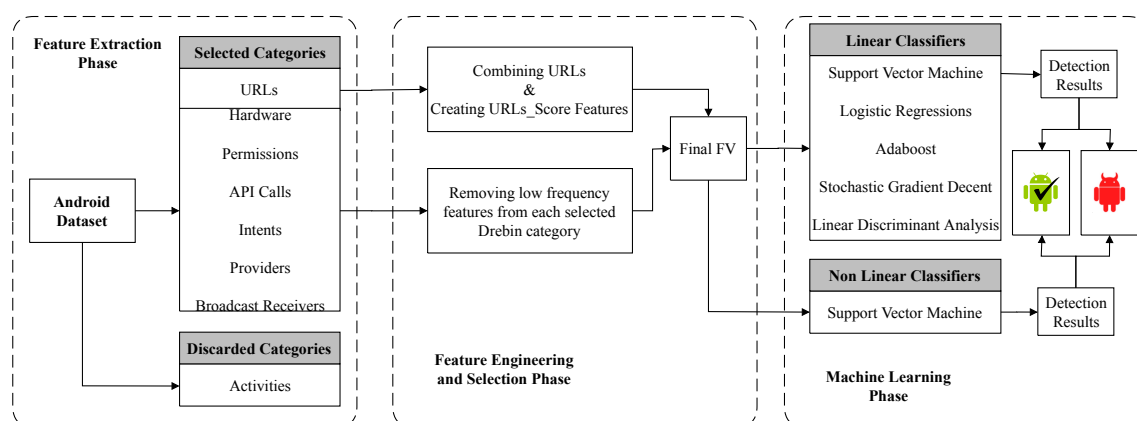 Feature Extraction
Phase
Selected Categories
URLs
Hardware
Permissions
API Calls
Intents
Providers
Broadcast Receivers
Android
Dataset
Discarded Categories
Activities
Combining URLs
&
Creating URLs_Score Features
Removing low frequency
features from each selected
Drebin category
Final FV
Feature Engineering
and Selection Phase
Linear Classifiers
Support Vector Machine
Logistic Regressions
Adaboost
Stochastic Gradient Decent
Linear Discriminant Analysis
Detection
Results
Non Linear Classifiers
Support Vector Machine
Detection
Results
Machine Learning
Phase